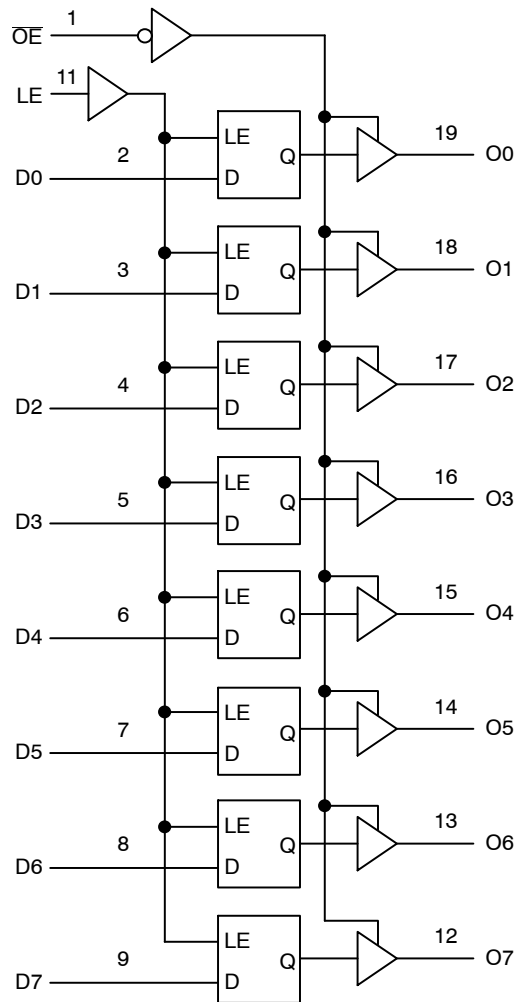 O̅E̅ 1
LE 11
D0 2 LE D Q 19 O0
D1 3 LE D Q 18 O1
D2 4 LE D Q 17 O2
D3 5 LE D Q 16 O3
D4 6 LE D Q 15 O4
D5 7 LE D Q 14 O5
D6 8 LE D Q 13 O6
D7 9 LE D Q 12 O7